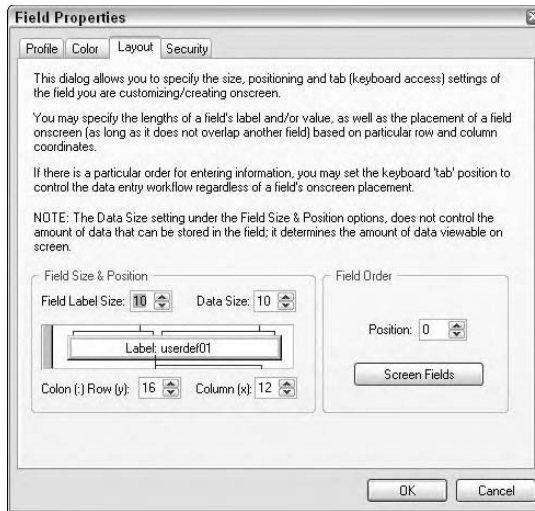 Field Properties
Profile Color Layout Security
This dialog allows you to specify the size, positioning and tab (keyboard access) settings of
the field you are customizing/creating onscreen.
You may specify the lengths of a field's label and/or value, as well as the placement of a field
onscreen (as long as it does not overlap another field) based on particular row and column
coordinates.
If there is a particular order for entering information, you may set the keyboard 'tab' position to
control the data entry workflow regardless of a field's onscreen placement.
NOTE: The Data Size setting under the Field Size & Position options, does not control the
amount of data that can be stored in the field; it determines the amount of data viewable on
screen.
Field Size & Position
Field Label Size: 10 Data Size: 10
Label: userdef01
Colon (:) Row (y): 16 Column (x): 12
Field Order
Position: 0
Screen Fields
OK Cancel